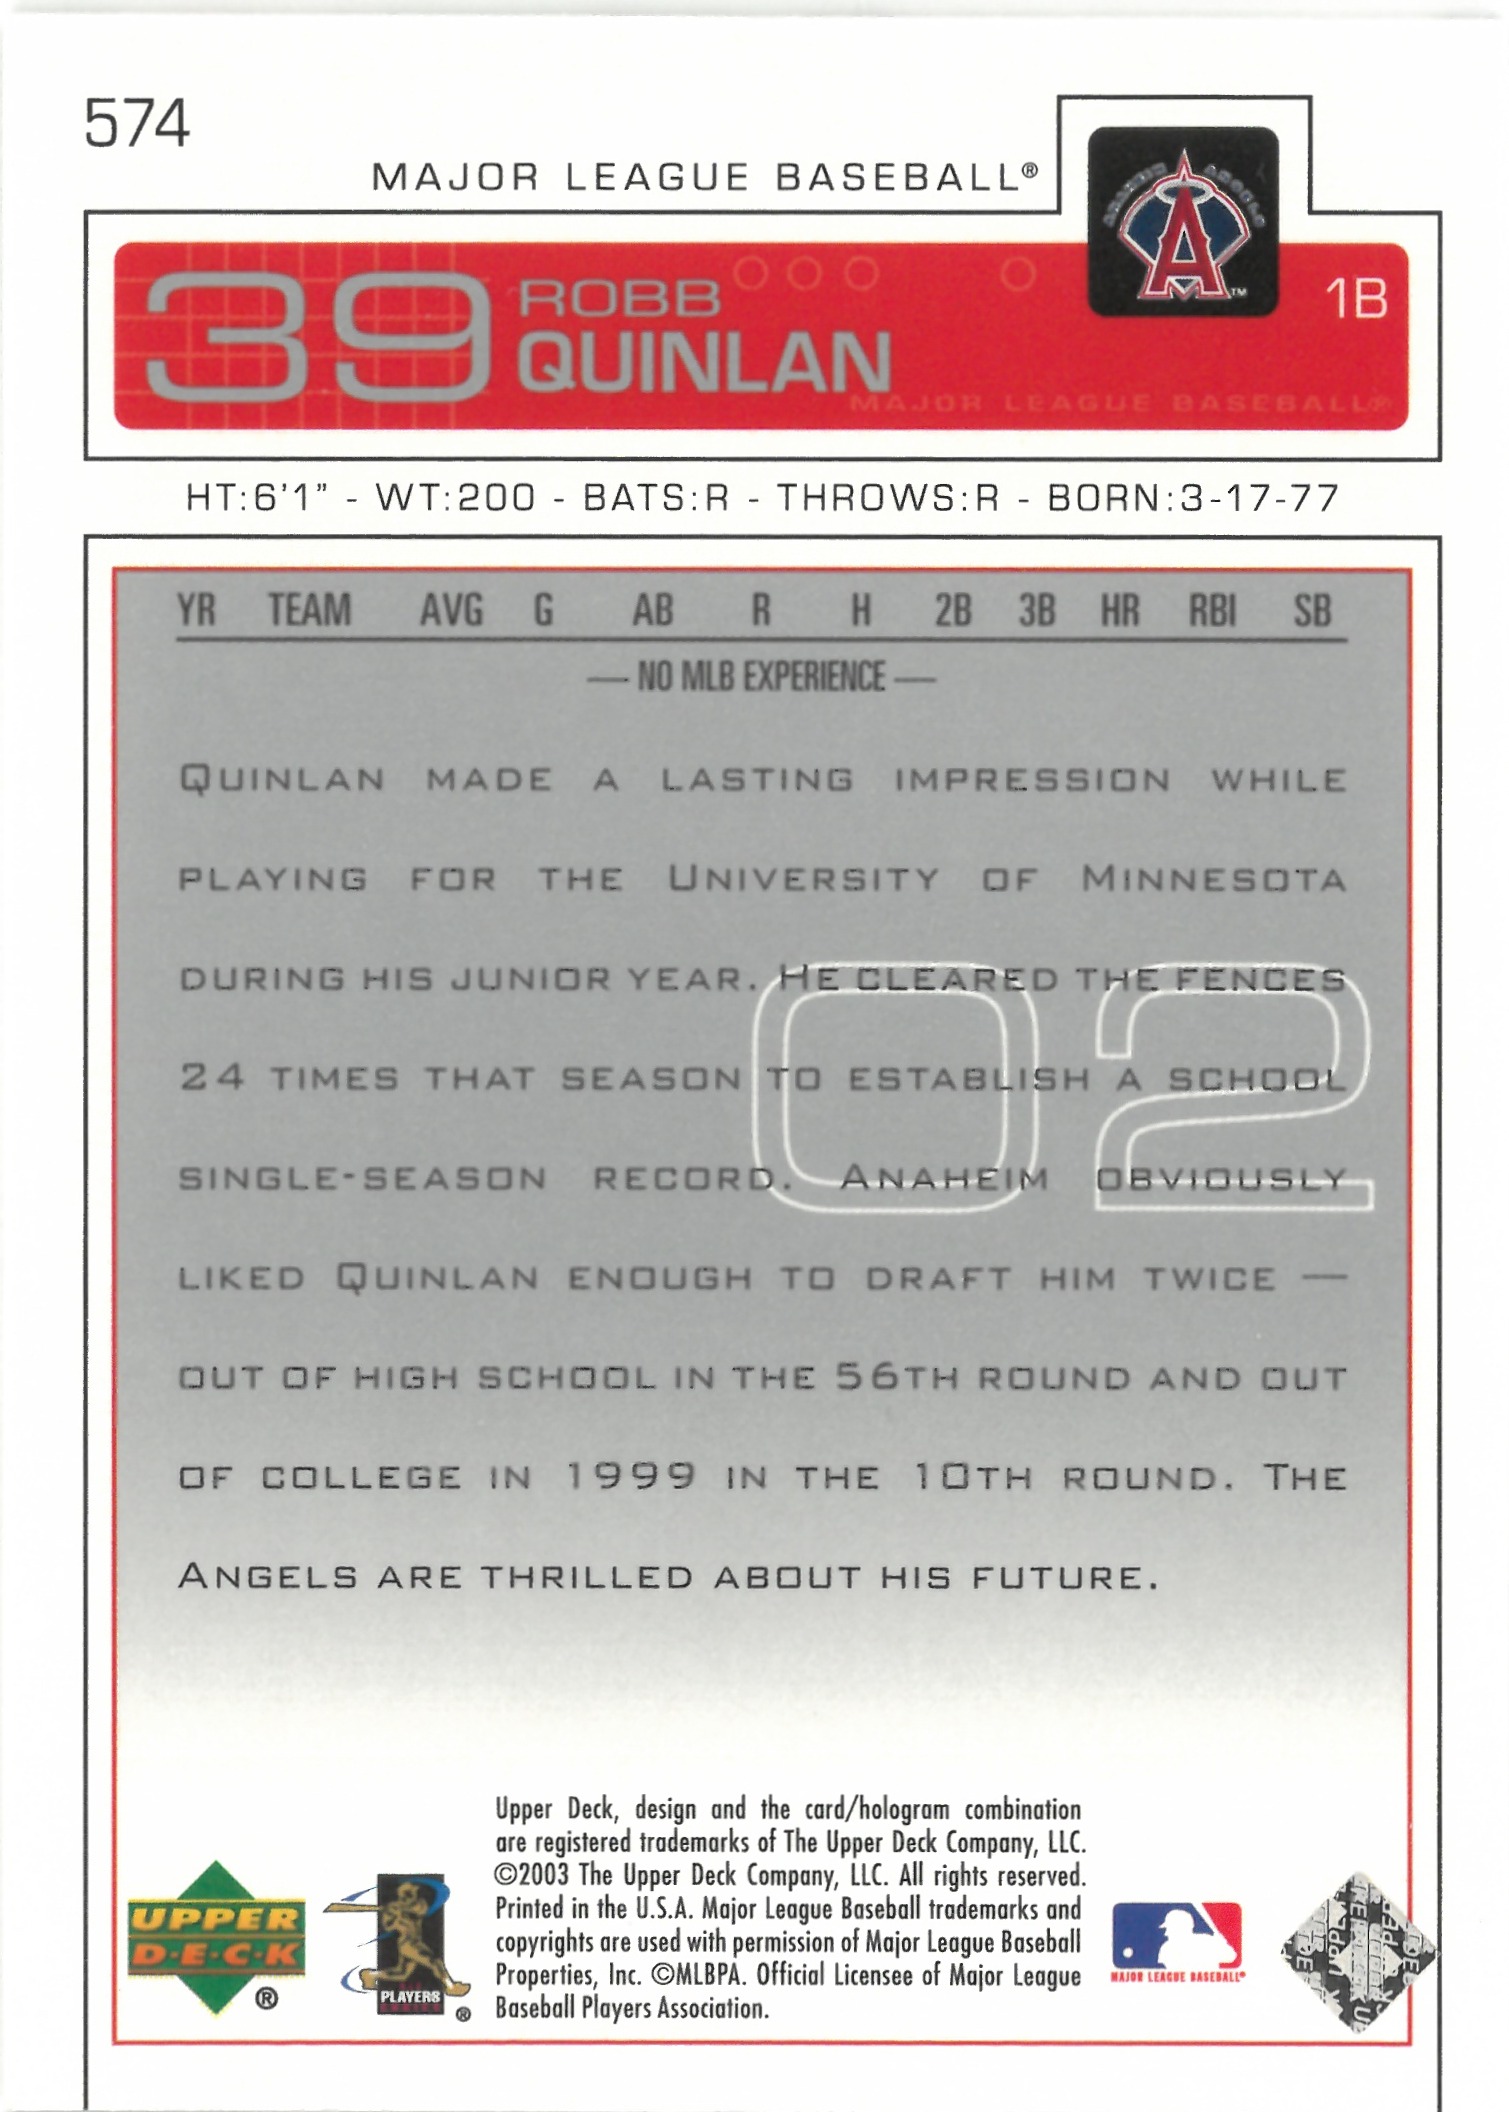 574
MAJOR LEAGUE BASEBALL®
39 ROBB
QUINLAN
1B
A™
MAJOR LEAGUE BASEBALL®
HT:6'1" - WT:200 - BATS:R - THROWS:R - BORN:3-17-77
YR TEAM AVG G AB R H 2B 3B HR RBI SB
— NO MLB EXPERIENCE —
QUINLAN MADE A LASTING IMPRESSION WHILE
PLAYING FOR THE UNIVERSITY OF MINNESOTA
DURING HIS JUNIOR YEAR. HE CLEARED THE FENCES
24 TIMES THAT SEASON TO ESTABLISH A SCHOOL
SINGLE-SEASON RECORD. ANAHEIM OBVIOUSLY
LIKED QUINLAN ENOUGH TO DRAFT HIM TWICE —
OUT OF HIGH SCHOOL IN THE 56TH ROUND AND OUT
OF COLLEGE IN 1999 IN THE 10TH ROUND. THE
ANGELS ARE THRILLED ABOUT HIS FUTURE.
02
Upper Deck, design and the card/hologram combination
are registered trademarks of The Upper Deck Company, LLC.
©2003 The Upper Deck Company, LLC. All rights reserved.
Printed in the U.S.A. Major League Baseball trademarks and
copyrights are used with permission of Major League Baseball
Properties, Inc. ©MLBPA. Official Licensee of Major League
Baseball Players Association.
UPPER
D·E·C·K
®
PLAYERS
CHOICE
®
MAJOR LEAGUE BASEBALL®